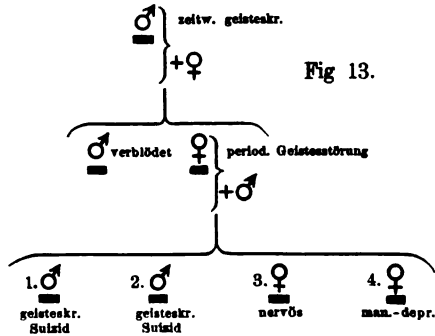 ♂ zeitw. geisteskr.
+♀
Fig 13.
♂ verblödet ♀ period. Geistesstörung
+♂
1. ♂ 2. ♂ 3. ♀ 4. ♀
geisteskr. geisteskr. nervös man.-depr.
Suizid Suizid